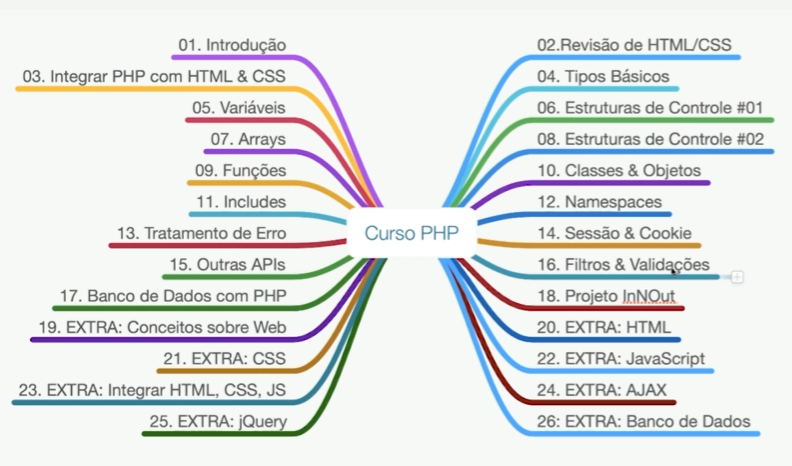 01. Introdução
02.Revisão de HTML/CSS
03. Integrar PHP com HTML & CSS
04. Tipos Básicos
05. Variáveis
06. Estruturas de Controle #01
07. Arrays
08. Estruturas de Controle #02
09. Funções
10. Classes & Objetos
11. Includes
12. Namespaces
Curso PHP
13. Tratamento de Erro
14. Sessão & Cookie
15. Outras APIs
16. Filtros & Validações
17. Banco de Dados com PHP
18. Projeto InNOut
19. EXTRA: Conceitos sobre Web
20. EXTRA: HTML
21. EXTRA: CSS
22. EXTRA: JavaScript
23. EXTRA: Integrar HTML, CSS, JS
24. EXTRA: AJAX
25. EXTRA: jQuery
26: EXTRA: Banco de Dados